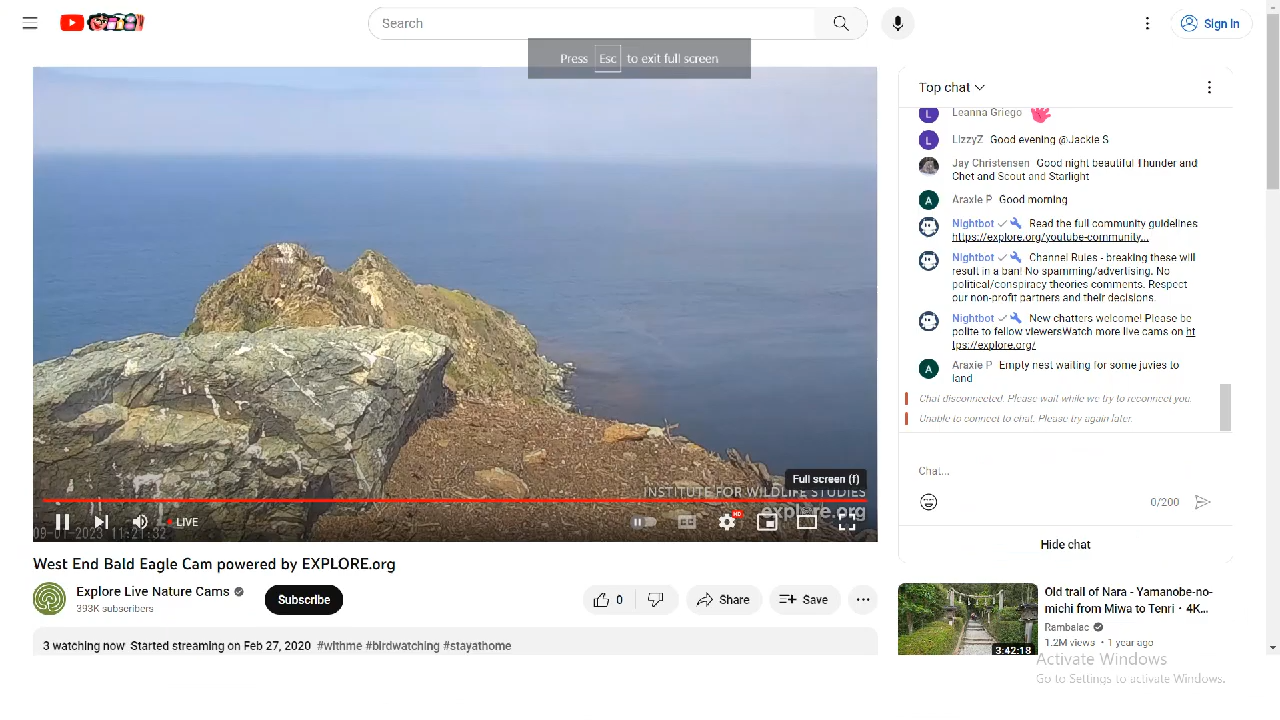 Search
Sign In
Press Esc to exit full screen
INSTITUTE FOR WILDLIFE STUDIES
explore.org
09-01-2023 11:21:32
Full screen (f)
LIVE
HD
CC
West End Bald Eagle Cam powered by EXPLORE.org
Explore Live Nature Cams
393K subscribers
Subscribe
0
Share
Save
3 watching now Started streaming on Feb 27, 2020 #withme #birdwatching #stayathome
Top chat
L Leanna Griego
L LizzyZ Good evening @Jackie S
Jay Christensen Good night beautiful Thunder and
Chet and Scout and Starlight
A Araxie P Good morning
Nightbot Read the full community guidelines
https://explore.org/youtube-community...
Nightbot Channel Rules - breaking these will
result in a ban! No spamming/advertising. No
political/conspiracy theories comments. Respect
our non-profit partners and their decisions.
Nightbot New chatters welcome! Please be
polite to fellow viewersWatch more live cams on ht
tps://explore.org/
A Araxie P Empty nest waiting for some juvies to
land
Chat disconnected. Please wait while we try to reconnect you.
Unable to connect to chat. Please try again later.
Chat...
0/200
Hide chat
3:42:18
Old trail of Nara - Yamanobe-no-
michi from Miwa to Tenri・4K...
Rambalac
1.2M views • 1 year ago
Activate Windows
Go to Settings to activate Windows.